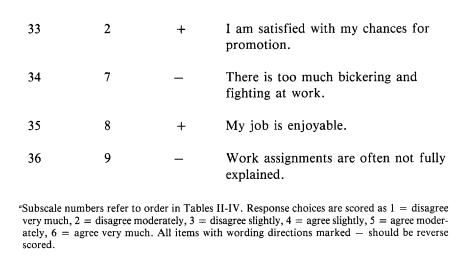 33 2 + I am satisfied with my chances for
promotion.
34 7 − There is too much bickering and
fighting at work.
35 8 + My job is enjoyable.
36 9 − Work assignments are often not fully
explained.
ᵃSubscale numbers refer to order in Tables II-IV. Response choices are scored as 1 = disagree
very much, 2 = disagree moderately, 3 = disagree slightly, 4 = agree slightly, 5 = agree moder-
ately, 6 = agree very much. All items with wording directions marked − should be reverse
scored.